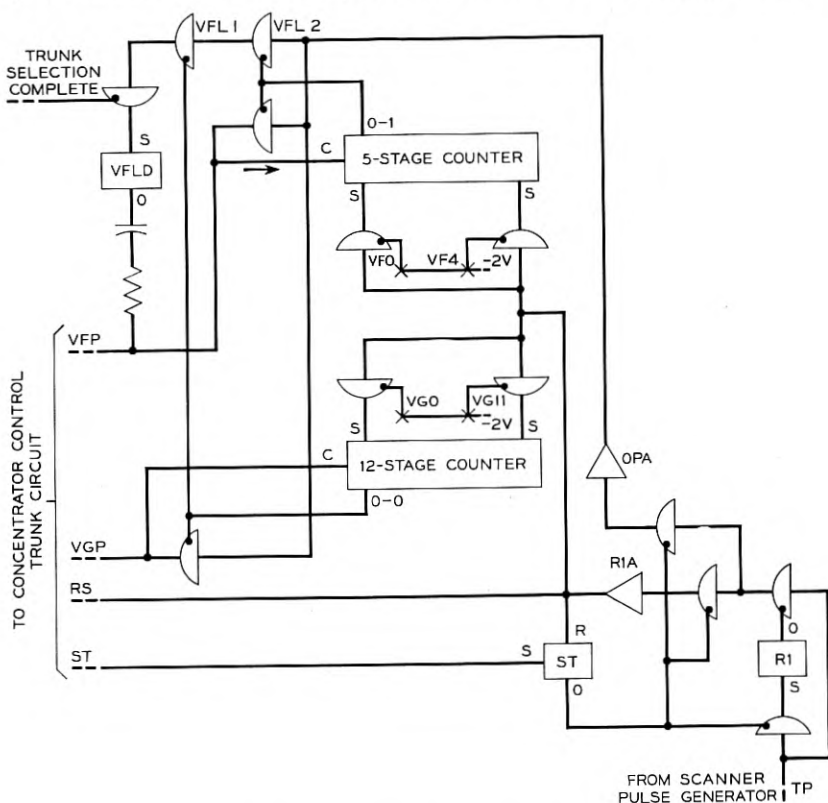 VFL 1
VFL 2
TRUNK
SELECTION
COMPLETE
0-1
S
C
5-STAGE COUNTER
VFLD
0
S
S
VF0
VF4
-2V
VFP
VG0
VG11
-2V
S
S
OPA
C
12-STAGE COUNTER
0-0
TO CONCENTRATOR CONTROL
TRUNK CIRCUIT
VGP
R1A
RS
R
0
ST
S
ST
R1
0
S
FROM SCANNER
PULSE GENERATOR
TP